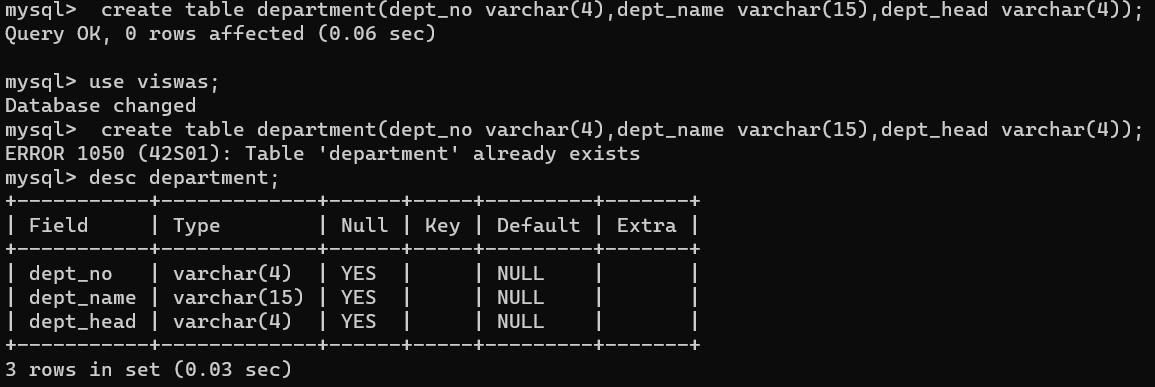 mysql>  create table department(dept_no varchar(4),dept_name varchar(15),dept_head varchar(4));
Query OK, 0 rows affected (0.06 sec)

mysql> use viswas;
Database changed
mysql>  create table department(dept_no varchar(4),dept_name varchar(15),dept_head varchar(4));
ERROR 1050 (42S01): Table 'department' already exists
mysql> desc department;
+-----------+-------------+------+-----+---------+-------+
| Field     | Type        | Null | Key | Default | Extra |
+-----------+-------------+------+-----+---------+-------+
| dept_no   | varchar(4)  | YES  |     | NULL    |       |
| dept_name | varchar(15) | YES  |     | NULL    |       |
| dept_head | varchar(4)  | YES  |     | NULL    |       |
+-----------+-------------+------+-----+---------+-------+
3 rows in set (0.03 sec)